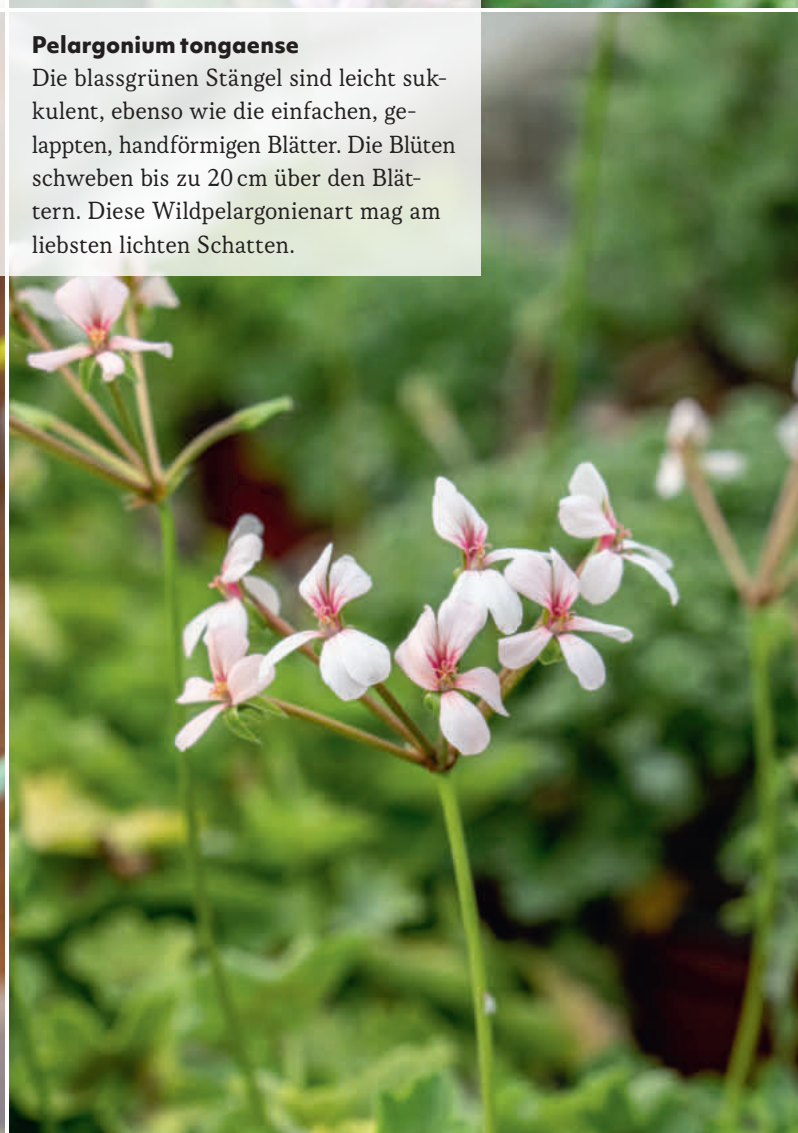 Pelargonium tongaense
Die blassgrünen Stängel sind leicht suk-
kulent, ebenso wie die einfachen, ge-
lappten, handförmigen Blätter. Die Blüten
schweben bis zu 20 cm über den Blät-
tern. Diese Wildpelargonienart mag am
liebsten lichten Schatten.